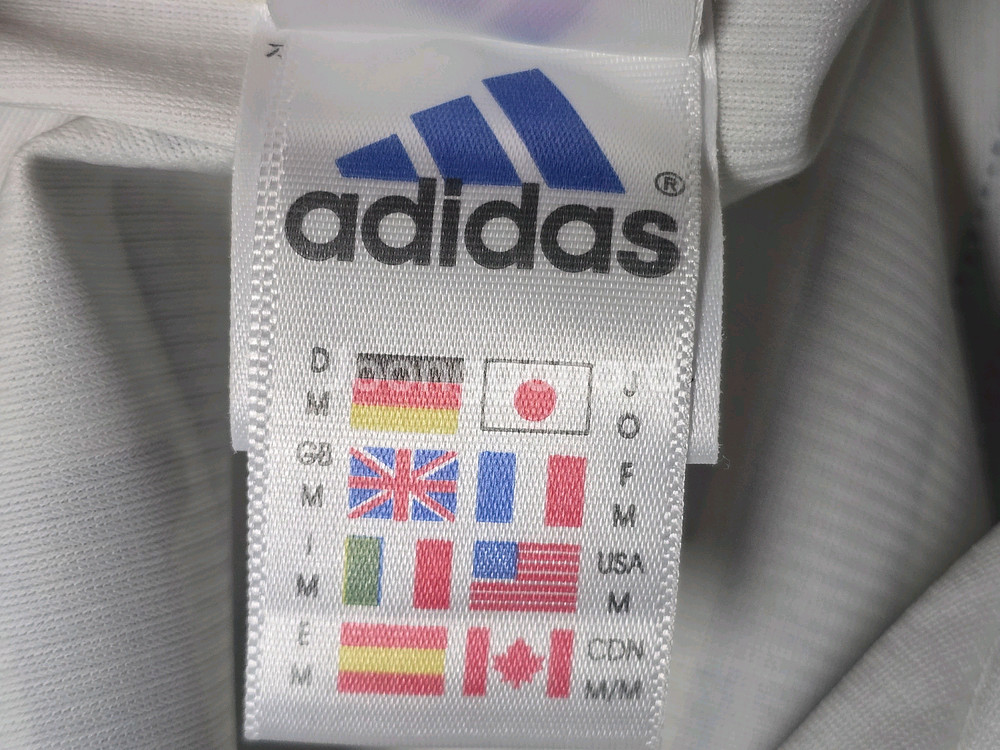 adidas®
D J
M O
GB F
M M
I USA
M M
E CDN
M M/M